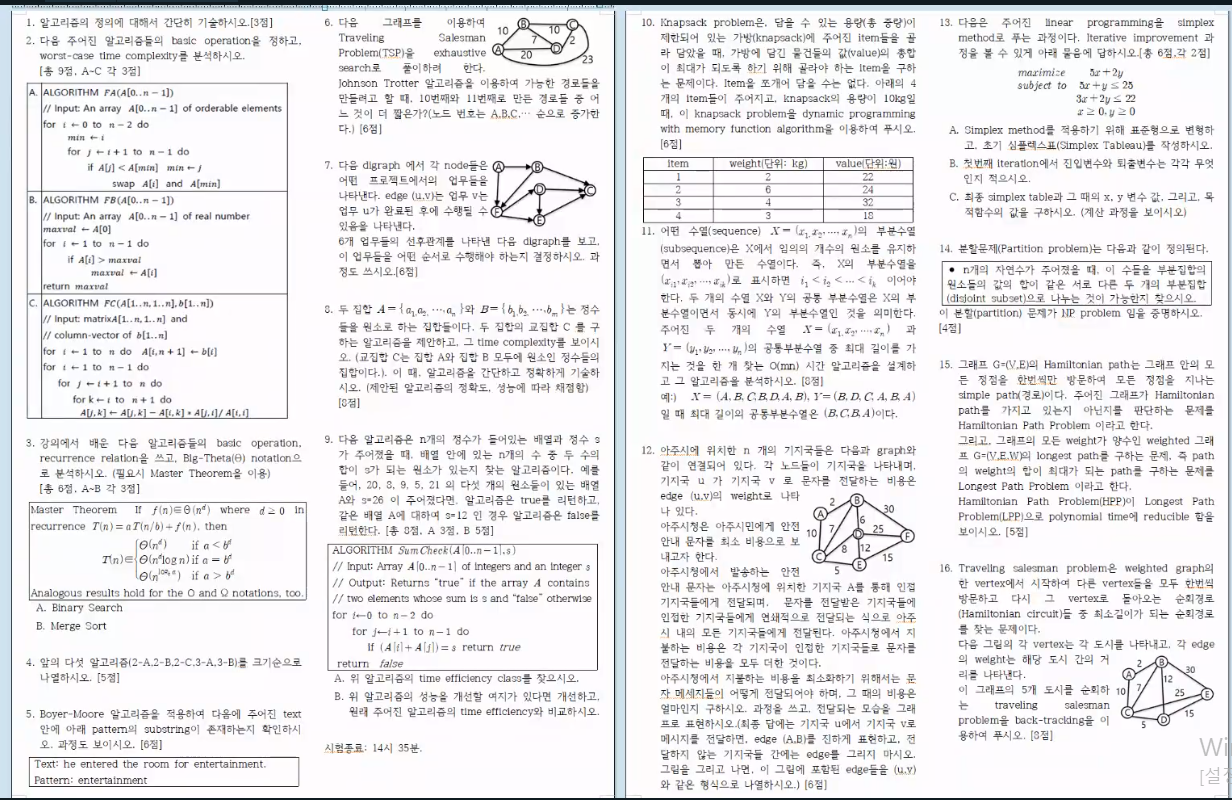 1. 알고리즘의 정의에 대해서 간단히 기술하시오.[3점]
2. 다음 주어진 알고리즘들의 basic operation을 정하고,
worst-case time complexity를 분석하시오.
[총 9점, A~C 각 3점]
A. ALGORITHM FA(A[0..n-1])
// Input: An array A[0..n-1] of orderable elements
for i ←0 to n-2 do
min ← i
for j ← i+1 to n-1 do
if A[j] < A[min] min ← j
swap A[i] and A[min]
B. ALGORITHM FB(A[0..n-1])
// Input: An array A[0..n-1] of real number
maxval ← A[0]
for i ←1 to n-1 do
if A[i] > maxval
maxval ← A[i]
return maxval
C. ALGORITHM FC(A[1..n,1..n],b[1..n])
// Input: matrixA[1..n,1..n] and
// column-vector of b[1..n]
for i ←1 to n do A[i,n+1] ← b[i]
for i ←1 to n-1 do
for j ← i+1 to n do
for k← i to n+1 do
A[j,k] ← A[j,k] - A[i,k] * A[j,i]/ A[i,i]
3. 강의에서 배운 다음 알고리즘들의 basic operation,
recurrence relation을 쓰고, Big-Theta(Θ) notation으
로 분석하시오. (필요시 Master Theorem을 이용)
[총 6점, A~B 각 3점]
Master Theorem If f(n)∈Θ(n^d) where d≥0 in
recurrence T(n)=aT(n/b)+f(n), then
Θ(n^d) if a<b^d
T(n)∈ Θ(n^d log n) if a=b^d
Θ(n^(log_b a)) if a>b^d
Analogous results hold for the O and Ω notations, too.
A. Binary Search
B. Merge Sort
4. 앞의 다섯 알고리즘(2-A,2-B,2-C,3-A,3-B)를 크기순으로
나열하시오. [5점]
5. Boyer-Moore 알고리즘을 적용하여 다음에 주어진 text
안에 아래 pattern의 substring이 존재하는지 확인하시
오. 과정도 보이시오. [6점]
Text: he entered the room for entertainment.
Pattern: entertainment
6. 다음 그래프를 이용하여
Traveling Salesman
Problem(TSP)을 exhaustive
search로 풀이하려 한다.
Johnson Trotter 알고리즘을 이용하여 가능한 경로들을
만들려고 할 때, 10번째와 11번째로 만든 경로들 중 어
느 것이 더 짧은가?(노드 번호는 A,B,C,… 순으로 증가한
다.) [6점]
A B C D 10 7 10 2 20 23
7. 다음 digraph 에서 각 node들은
어떤 프로젝트에서의 업무들을
나타낸다. edge (u,v)는 업무 v는
업무 u가 완료된 후에 수행될 수
있음을 나타낸다.
6개 업무들의 선후관계를 나타낸 다음 digraph를 보고,
이 업무들을 어떤 순서로 수행해야 하는지 결정하시오. 과
정도 쓰시오.[6점]
A B D C F E
8. 두 집합 A={a₁,a₂, …,aₙ}와 B={b₁,b₂, …,bₘ}는 정수
들을 원소로 하는 집합들이다. 두 집합의 교집합 C 를 구
하는 알고리즘을 제안하고, 그 time complexity를 보이시
오. (교집합 C는 집합 A와 집합 B 모두에 원소인 정수들의
집합이다.). 이 때, 알고리즘을 간단하고 정확하게 기술하
시오. (제안된 알고리즘의 정확도, 성능에 따라 채점함)
[8점]
9. 다음 알고리즘은 n개의 정수가 들어있는 배열과 정수 s
가 주어졌을 때, 배열 안에 있는 n개의 수 중 두 수의
합이 s가 되는 원소가 있는지 찾는 알고리즘이다. 예를
들어, 20, 8, 9, 5, 21 의 다섯 개의 원소들이 있는 배열
A와 s=26 이 주어졌다면, 알고리즘은 true를 리턴하고,
같은 배열 A에 대하여 s=12 인 경우 알고리즘은 false를
리턴한다. [총 8점, A 3점, B 5점]
ALGORITHM SumCheck(A[0..n-1],s)
// Input: Array A[0..n-1] of integers and an integer s
// Output: Returns "true" if the array A contains
// two elements whose sum is s and "false" otherwise
for i←0 to n-2 do
for j←i+1 to n-1 do
if (A[i]+A[j])= s return true
return false
A. 위 알고리즘의 time efficiency class를 찾으시오.
B. 위 알고리즘의 성능을 개선할 여지가 있다면 개선하고,
원래 주어진 알고리즘의 time efficiency와 비교하시오.
시험종료: 14시 35분.
10. Knapsack problem은, 담을 수 있는 용량(총 중량)이
제한되어 있는 가방(knapsack)에 주어진 item들을 골
라 담았을 때, 가방에 담긴 물건들의 값(value)의 총합
이 최대가 되도록 하기 위해 골라야 하는 item을 구하
는 문제이다. Item을 쪼개어 담을 수는 없다. 아래의 4
개의 item들이 주어지고, knapsack의 용량이 10kg일
때, 이 knapsack problem을 dynamic programming
with memory function algorithm을 이용하여 푸시오.
[6점]
item weight(단위: kg) value(단위:원)
1 2 22
2 6 24
3 4 32
4 3 18
11. 어떤 수열(sequence) X=(x₁,x₂,…,xₙ)의 부분수열
(subsequence)은 X에서 임의의 개수의 원소를 유지하
면서 뽑아 만든 수열이다. 즉, X의 부분수열을
(xᵢ₁,xᵢ₂,…,xᵢₖ)로 표시하면 i₁<i₂<…<iₖ 이어야
한다. 두 개의 수열 X와 Y의 공통 부분수열은 X의 부
분수열이면서 동시에 Y의 부분수열인 것을 의미한다.
주어진 두 개의 수열 X=(x₁,x₂,…,xₙ) 과
Y=(y₁,y₂,…,yₘ)의 공통부분수열 중 최대 길이를 가
지는 것을 한 개 찾는 O(mn) 시간 알고리즘을 설계하
고 그 알고리즘을 분석하시오. [8점]
예:) X=(A,B,C,B,D,A,B), Y=(B,D,C,A,B,A)
일 때 최대 길이의 공통부분수열은 (B,C,B,A)이다.
12. 아주시에 위치한 n 개의 기지국들은 다음과 graph와
같이 연결되어 있다. 각 노드들이 기지국을 나타내며,
기지국 u 가 기지국 v 로 문자를 전달하는 비용은
edge (u,v)의 weight로 나타
나 있다.
아주시청은 아주시민에게 안전
안내 문자를 최소 비용으로 보
내고자 한다.
아주시청에서 발송하는 안전
안내 문자는 아주시청에 위치한 기지국 A를 통해 인접
기지국들에게 전달되며, 문자를 전달받은 기지국들에
인접한 기지국들에게 연쇄적으로 전달되는 식으로 아주
시 내의 모든 기지국들에게 전달된다. 아주시청에서 지
불하는 비용은 각 기지국이 인접한 기지국들로 문자를
전달하는 비용을 모두 더한 것이다.
아주시청에서 지불하는 비용을 최소화하기 위해서는 문
자 메세지들이 어떻게 전달되어야 하며, 그 때의 비용은
얼마인지 구하시오. 과정을 쓰고, 전달되는 모습을 그래
프로 표현하시오.(최종 답에는 기지국 u에서 기지국 v로
메시지를 전달하면, edge (A,B)를 진하게 표현하고, 전
달하지 않는 기지국들 간에는 edge를 그리지 마시오.
그림을 그리고 나면, 이 그림에 포함된 edge들을 (u,v)
와 같은 형식으로 나열하시오.) [6점]
A B C D E F 2 30 6 25 10 7 8 12 15 5
13. 다음은 주어진 linear programming을 simplex
method로 푸는 과정이다. Iterative improvement 과
정을 볼 수 있게 아래 물음에 답하시오.[총 6점,각 2점]
maximize 5x+2y
subject to 5x+y ≤ 25
3x+2y ≤ 22
x ≥ 0, y ≥ 0
A. Simplex method를 적용하기 위해 표준형으로 변형하
고, 초기 심플렉스표(Simplex Tableau)를 작성하시오.
B. 첫번째 iteration에서 진입변수와 퇴출변수는 각각 무엇
인지 적으시오.
C. 최종 simplex table과 그 때의 x, y 변수 값, 그리고, 목
적함수의 값을 구하시오. (계산 과정을 보이시오)
14. 분할문제(Partition problem)는 다음과 같이 정의된다.
• n개의 자연수가 주어졌을 때, 이 수들을 부분집합의
원소들의 값의 합이 같은 서로 다른 두 개의 부분집합
(disjoint subset)으로 나누는 것이 가능한지 찾으시오.
이 분할(partition) 문제가 NP problem 임을 증명하시오.
[4점]
15. 그래프 G=(V,E)의 Hamiltonian path는 그래프 안의 모
든 정점을 한번씩만 방문하여 모든 정점을 지나는
simple path(경로)이다. 주어진 그래프가 Hamiltonian
path를 가지고 있는지 아닌지를 판단하는 문제를
Hamiltonian Path Problem 이라고 한다.
그리고, 그래프의 모든 weight가 양수인 weighted 그래
프 G=(V,E,W)의 longest path를 구하는 문제, 즉 path
의 weight의 합이 최대가 되는 path를 구하는 문제를
Longest Path Problem 이라고 한다.
Hamiltonian Path Problem(HPP)이 Longest Path
Problem(LPP)으로 polynomial time에 reducible 함을
보이시오. [5점]
16. Traveling salesman problem은 weighted graph의
한 vertex에서 시작하여 다른 vertex들을 모두 한번씩
방문하고 다시 그 vertex로 돌아오는 순회경로
(Hamiltonian circuit)들 중 최소길이가 되는 순회경로
를 찾는 문제이다.
다음 그림의 각 vertex는 각 도시를 나타내고, 각 edge
의 weight는 해당 도시 간의 거
리를 나타낸다.
이 그래프의 5개 도시를 순회하
는 traveling salesman
problem을 back-tracking을 이
용하여 푸시오. [8점]
A B C D E 2 30 12 10 7 25 5 15
Wi
[설정